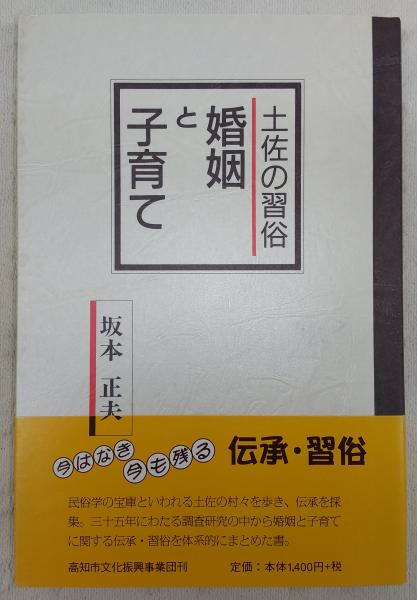 土佐の習俗
婚姻
と
子育て
坂本 正夫
今はなき
今も残る
伝承・習俗
民俗学の宝庫といわれる土佐の村々を歩き、伝承を採
集。三十五年にわたる調査研究の中から婚姻と子育て
に関する伝承・習俗を体系的にまとめた書。
高知市文化振興事業団刊 定価：本体1,400円+税